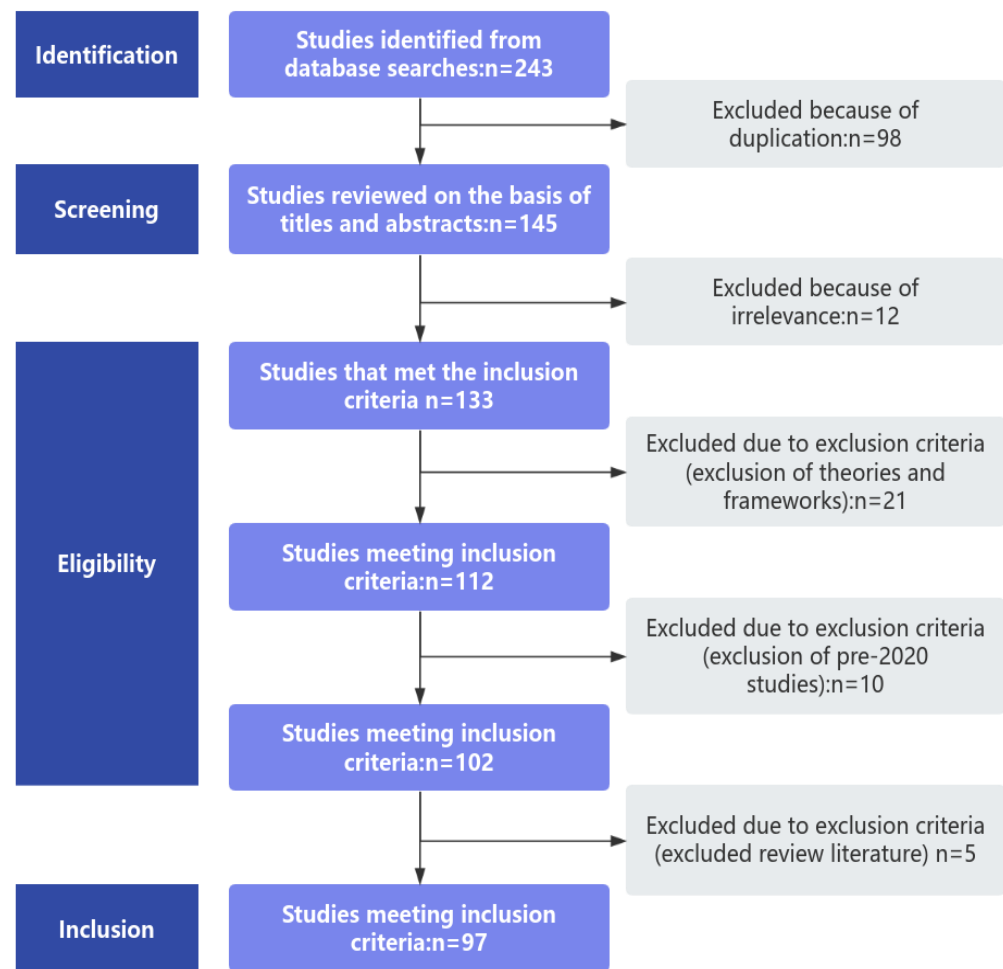 Identification
Studies identified from
database searches:n=243
Excluded because of
duplication:n=98
Screening
Studies reviewed on the basis of
titles and abstracts:n=145
Excluded because of
irrelevance:n=12
Eligibility
Studies that met the inclusion
criteria n=133
Excluded due to exclusion criteria
(exclusion of theories and
frameworks):n=21
Studies meeting inclusion
criteria:n=112
Excluded due to exclusion criteria
(exclusion of pre-2020
studies):n=10
Studies meeting inclusion
criteria:n=102
Excluded due to exclusion criteria
(excluded review literature) n=5
Inclusion
Studies meeting inclusion
criteria:n=97